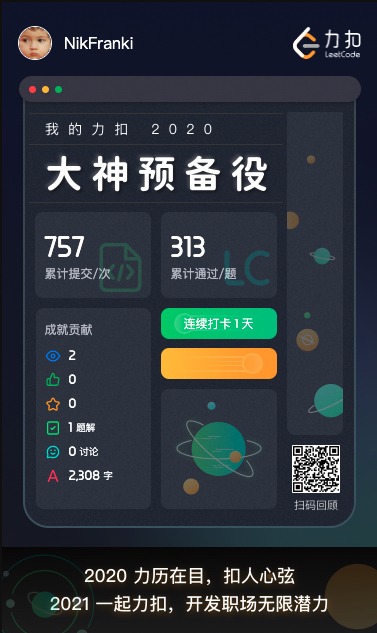 NikFranki
力扣
LeetCode
我的力扣 2020
大神预备役
757
累计提交/次
313
累计通过/题
LC
成就贡献
2
0
0
1 题解
0 讨论
A 2,308 字
连续打卡 1 天
扫码回顾
2020 力历在目，扣人心弦
2021 一起力扣，开发职场无限潜力